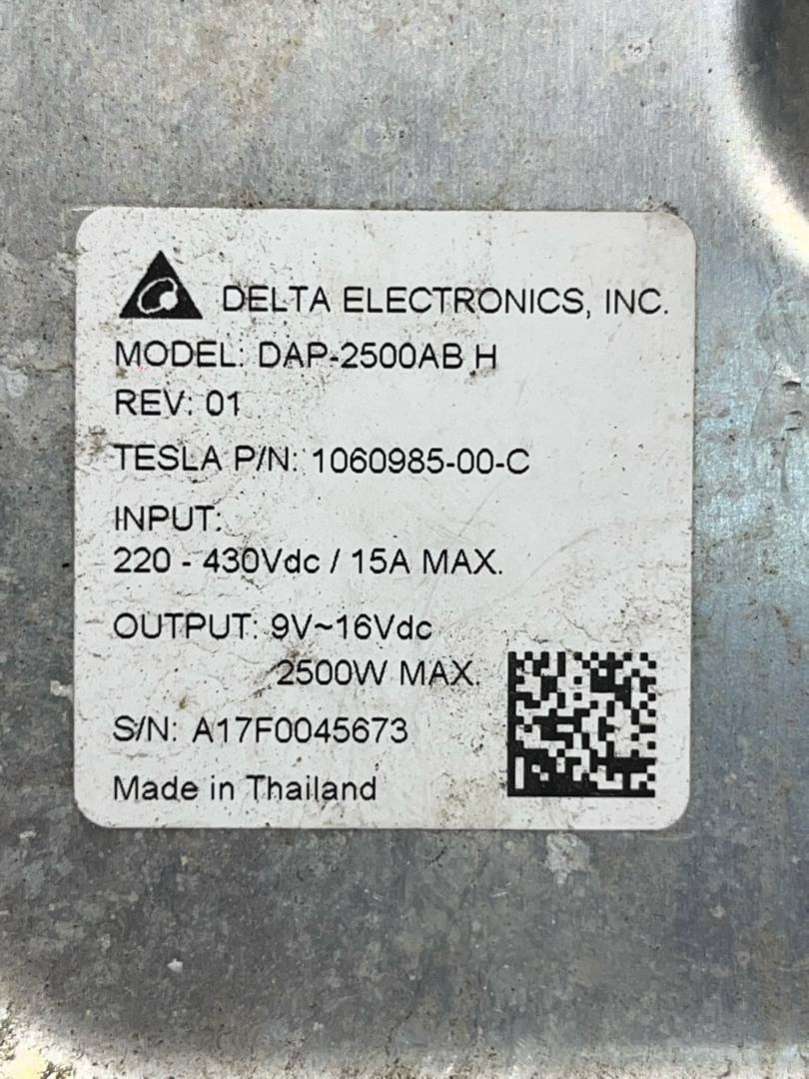 DELTA ELECTRONICS, INC.
MODEL: DAP-2500AB H
REV: 01
TESLA P/N: 1060985-00-C
INPUT:
220 - 430Vdc / 15A MAX.
OUTPUT: 9V~16Vdc
2500W MAX.
S/N: A17F0045673
Made in Thailand